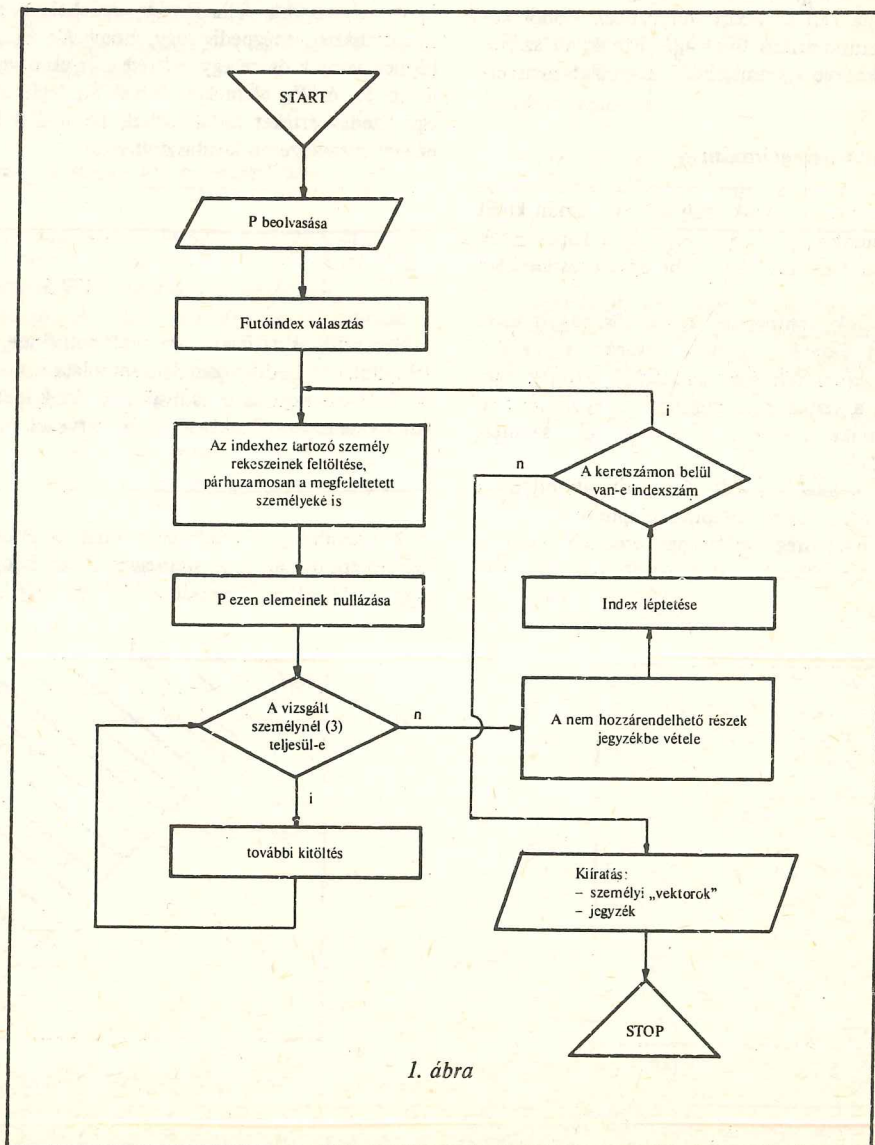 START
P beolvasása
Futóindex választás
Az indexhez tartozó személy
rekeszeinek feltöltése,
párhuzamosan a megfeleltetett
személyeké is
P ezen elemeinek nullázása
A vizsgált
személynél (3)
teljesül-e
n
i
további kitöltés
i
n
A keretszámon belül
van-e indexszám
Index léptetése
A nem hozzárendelhető részek
jegyzékbe vétele
Kiíratás:
– személyi „vektorok"
– jegyzék
STOP
1. ábra